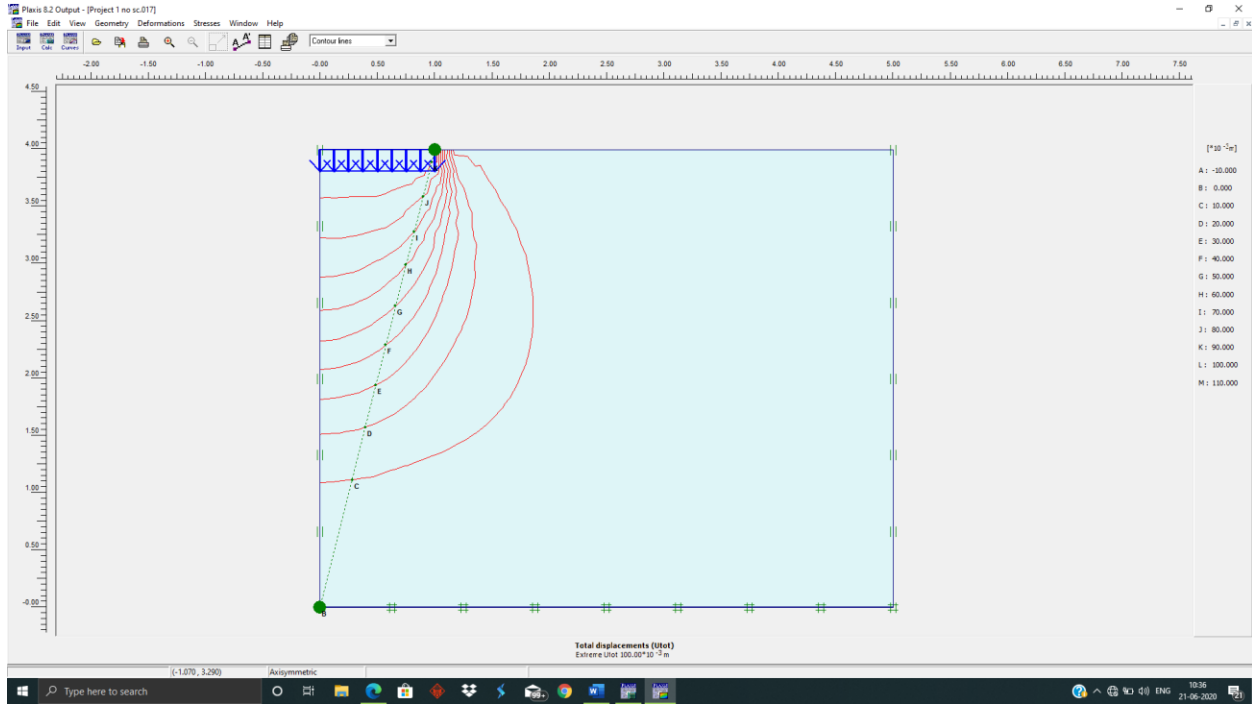 Plaxis 8.2 Output - [Project 1 no sc.017]
File Edit View Geometry Deformations Stresses Window Help
Input Calc Curves A A' Contour lines
-2.00 -1.50 -1.00 -0.50 -0.00 0.50 1.00 1.50 2.00 2.50 3.00 3.50 4.00 4.50 5.00 5.50 6.00 6.50 7.00 7.50
4.50
4.00
3.50
3.00
2.50
2.00
1.50
1.00
0.50
-0.00
J
I
H
G
F
E
D
C
B
[*10 -3m]
A : -10.000
B : 0.000
C : 10.000
D : 20.000
E : 30.000
F : 40.000
G : 50.000
H : 60.000
I : 70.000
J : 80.000
K : 90.000
L : 100.000
M : 110.000
Total displacements (Utot)
Extreme Utot 100.00*10 -3 m
(-1.070 , 3.290) Axisymmetric
Type here to search
99+
ENG
10:36
21-06-2020
21